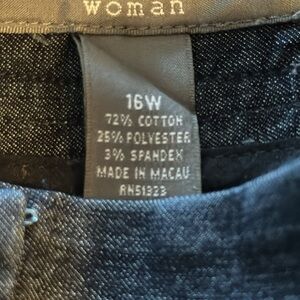 woman
16W
72% COTTON
25% POLYESTER
3% SPANDEX
MADE IN MACAU
RN51323